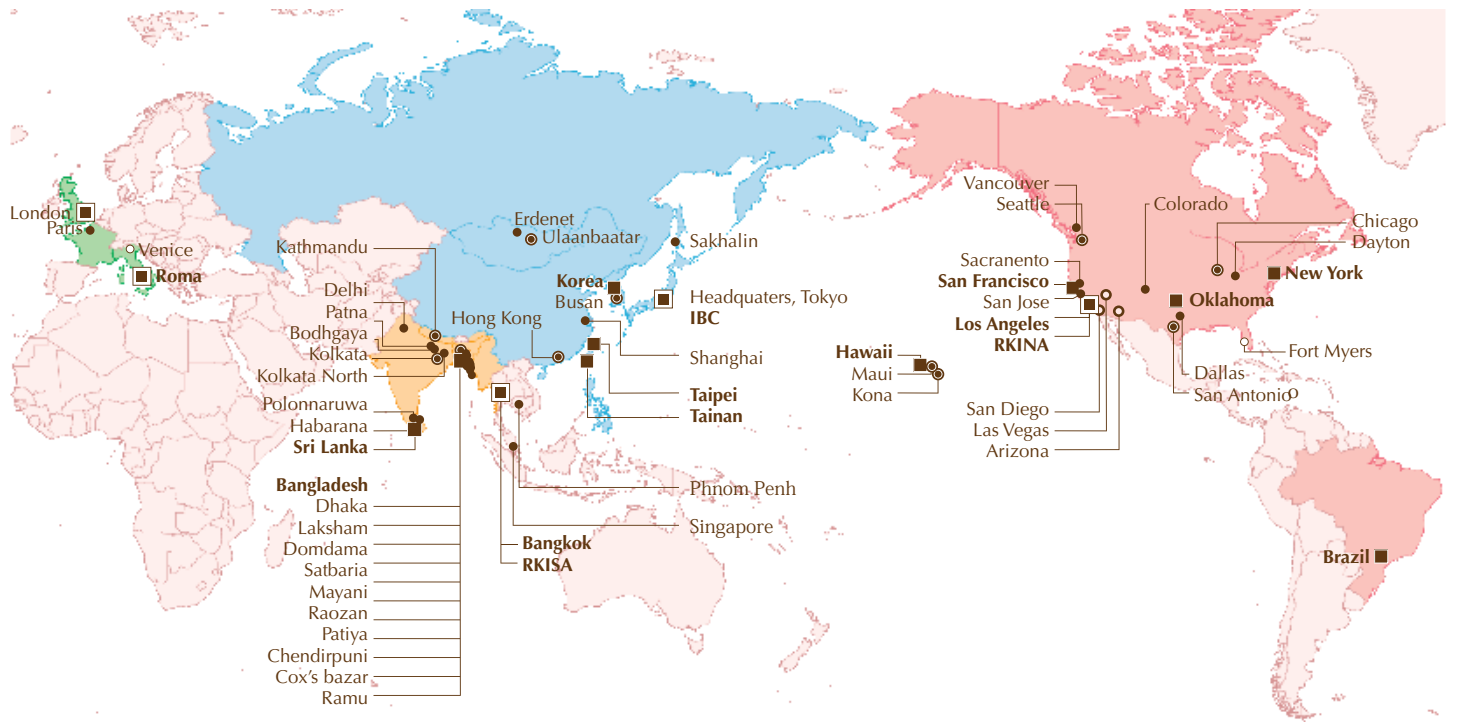 London
Paris
Venice
Roma
Kathmandu
Delhi
Patna
Bodhgaya
Kolkata
Kolkata North
Polonnaruwa
Habarana
Sri Lanka
Bangladesh
Dhaka
Laksham
Domdama
Satbaria
Mayani
Raozan
Patiya
Chendirpuni
Cox's bazar
Ramu
Erdenet
Ulaanbaatar
Sakhalin
Korea
Busan
Headquaters, Tokyo
IBC
Hong Kong
Shanghai
Taipei
Tainan
Phnom Penh
Singapore
Bangkok
RKISA
Hawaii
Maui
Kona
Vancouver
Seattle
Sacranento
San Francisco
San Jose
Los Angeles
RKINA
San Diego
Las Vegas
Arizona
Colorado
Chicago
Dayton
New York
Oklahoma
Fort Myers
Dallas
San Antonio
Brazil